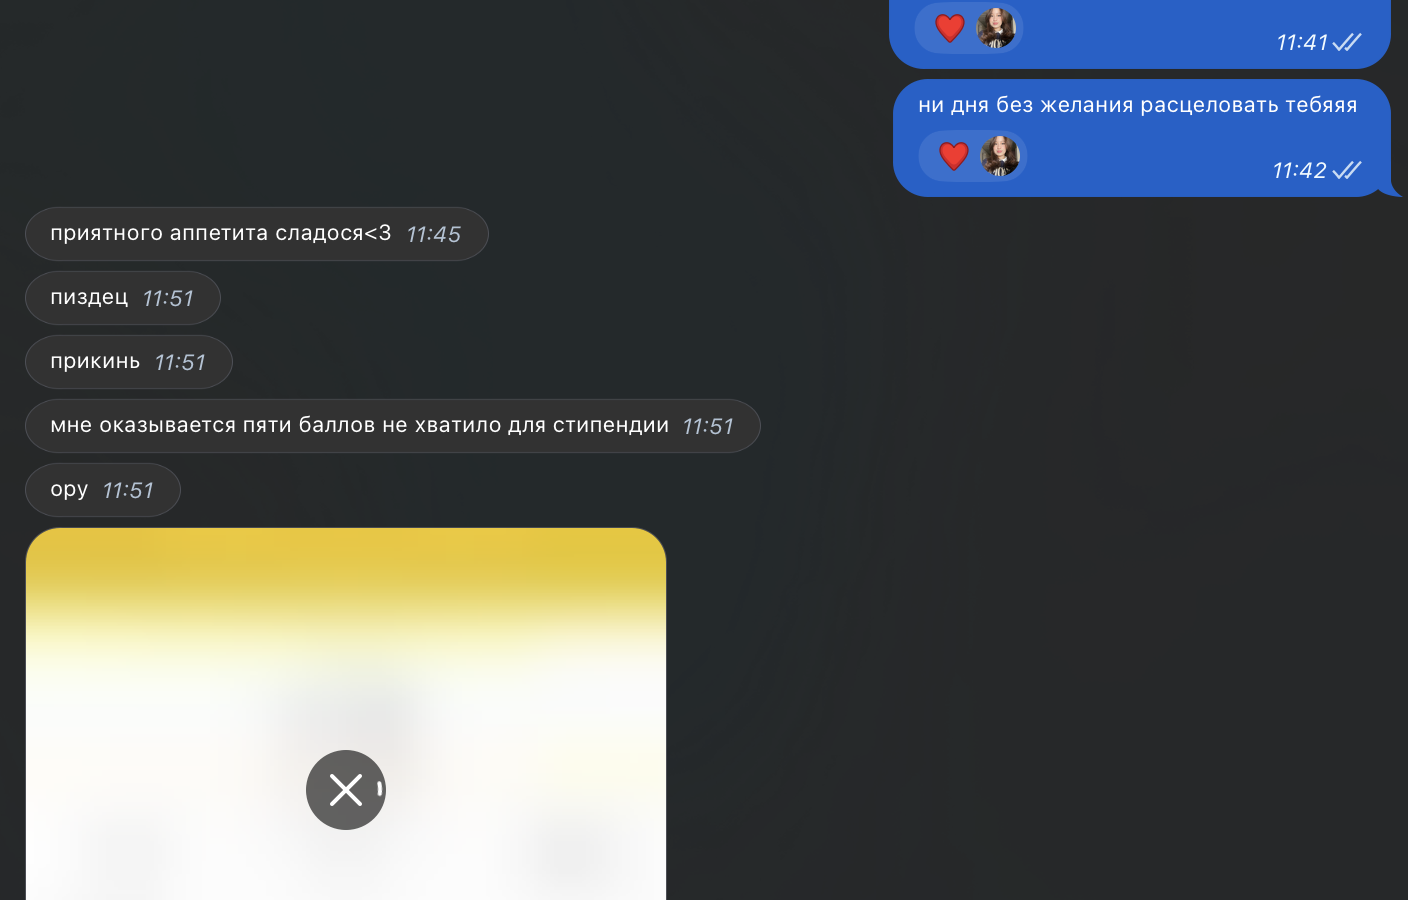 11:41
ни дня без желания расцеловать тебяяя
11:42
приятного аппетита сладося<3 11:45
пиздец 11:51
прикинь 11:51
мне оказывается пяти баллов не хватило для стипендии 11:51
ору 11:51